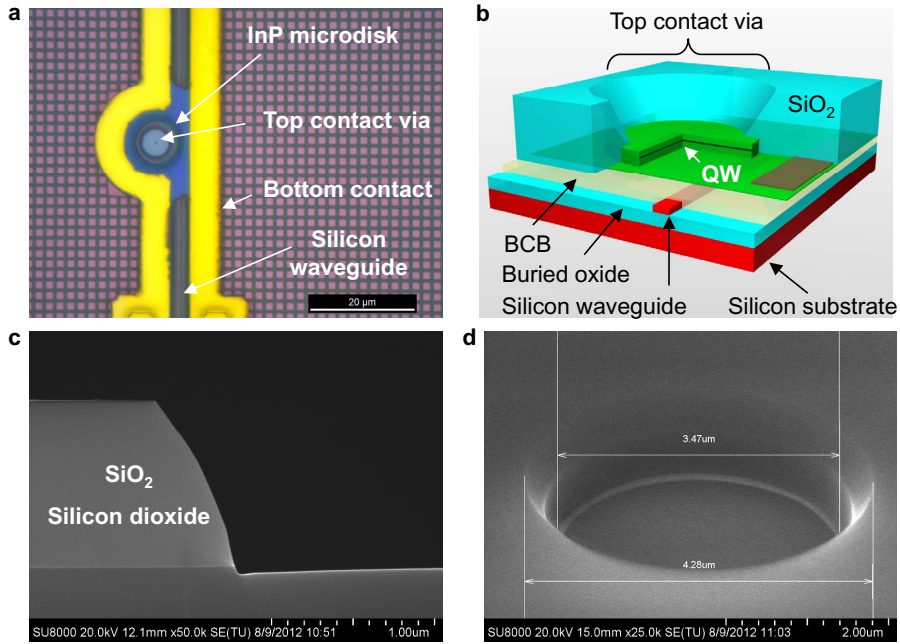 a
InP microdisk
Top contact via
Bottom contact
Silicon
waveguide
20 µm
b
Top contact via
SiO2
QW
BCB
Buried oxide
Silicon waveguide
Silicon substrate
c
SiO2
Silicon dioxide
SU8000 20.0kV 12.1mm x50.0k SE(TU) 8/9/2012 10:51
1.00um
d
3.47um
4.28um
SU8000 20.0kV 15.0mm x25.0k SE(TU) 8/9/2012 11:03
2.00um